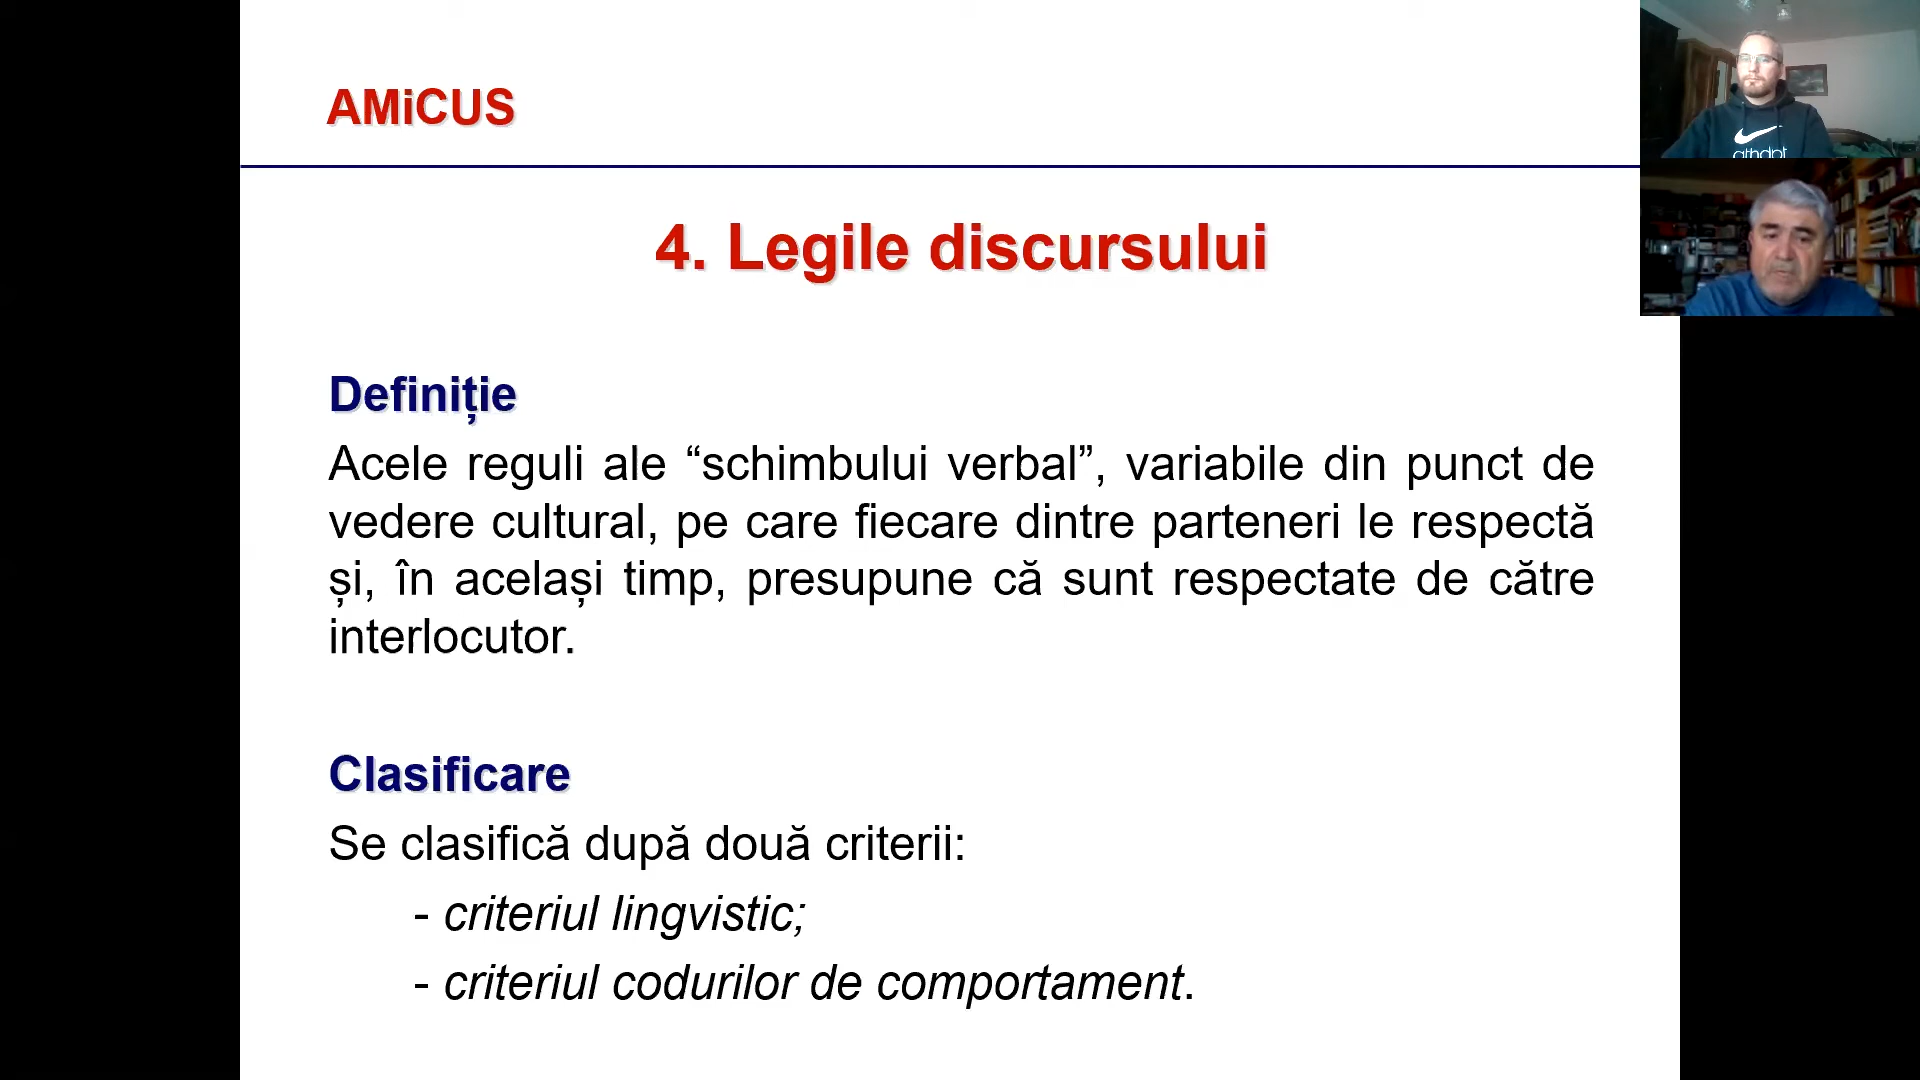 AMiCUS
4. Legile discursului
Definiție
Acele reguli ale “schimbului verbal”, variabile din punct de
vedere cultural, pe care fiecare dintre parteneri le respectă
și, în același timp, presupune că sunt respectate de către
interlocutor.
Clasificare
Se clasifică după două criterii:
- criteriul lingvistic;
- criteriul codurilor de comportament.